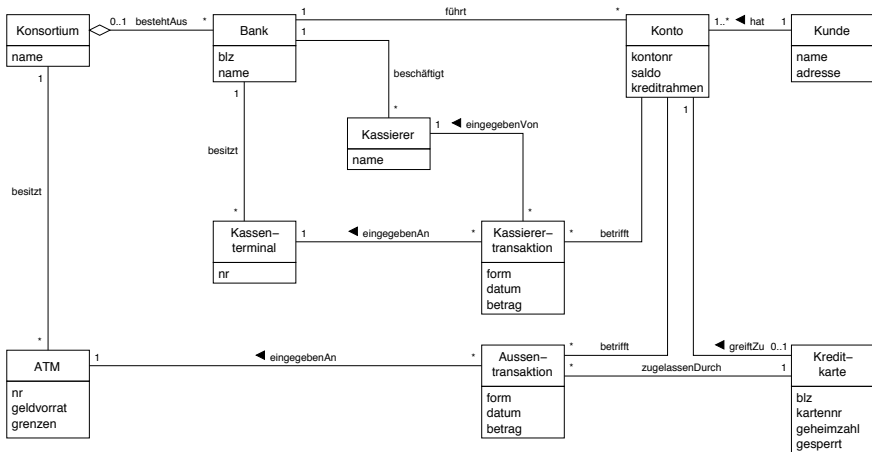 Konsortium
name
0..1
bestehtAus
*
Bank
blz
name
1
führt
*
Konto
kontonr
saldo
kreditrahmen
1..*
◀ hat
1
Kunde
name
adresse
1
beschäftigt
*
Kassierer
name
1
◀ eingegebenVon
*
1
besitzt
*
1
besitzt
*
Kassen-
terminal
nr
1
◀ eingegebenAn
*
Kassierer-
transaktion
form
datum
betrag
*
betrifft
1
ATM
nr
geldvorrat
grenzen
1
◀ eingegebenAn
*
Aussen-
transaktion
form
datum
betrag
*
betrifft
*
zugelassenDurch
1
◀ greiftZu
0..1
Kredit-
karte
blz
kartennr
geheimzahl
gesperrt